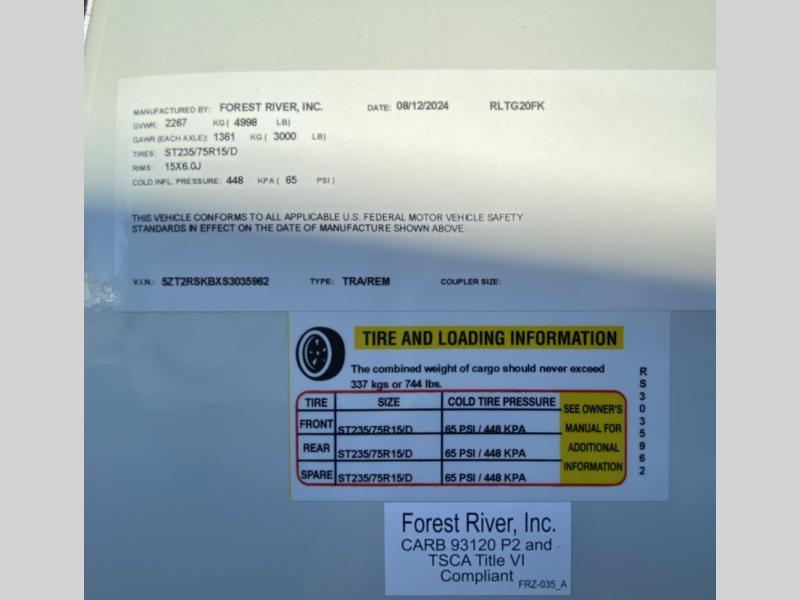 MANUFACTURED BY: FOREST RIVER, INC. DATE: 08/12/2024 RLTG20FK
GVWR: 2267 KG ( 4998 LB)
GAWR (EACH AXLE): 1361 KG ( 3000 LB)
TIRES: ST235/75R15/D
RIMS: 15X6.0J
COLD INFL. PRESSURE: 448 KPA ( 65 PSI )
THIS VEHICLE CONFORMS TO ALL APPLICABLE U.S. FEDERAL MOTOR VEHICLE SAFETY
STANDARDS IN EFFECT ON THE DATE OF MANUFACTURE SHOWN ABOVE.
V.I.N.: 5ZT2RSKBXS3035962 TYPE: TRA/REM COUPLER SIZE:
TIRE AND LOADING INFORMATION
The combined weight of cargo should never exceed
337 kgs or 744 lbs.
TIRE SIZE COLD TIRE PRESSURE
FRONT ST235/75R15/D 65 PSI / 448 KPA
REAR ST235/75R15/D 65 PSI / 448 KPA
SPARE ST235/75R15/D 65 PSI / 448 KPA
SEE OWNER'S
MANUAL FOR
ADDITIONAL
INFORMATION
RS3035962
Forest River, Inc.
CARB 93120 P2 and
TSCA Title VI
Compliant
FRZ-035_A